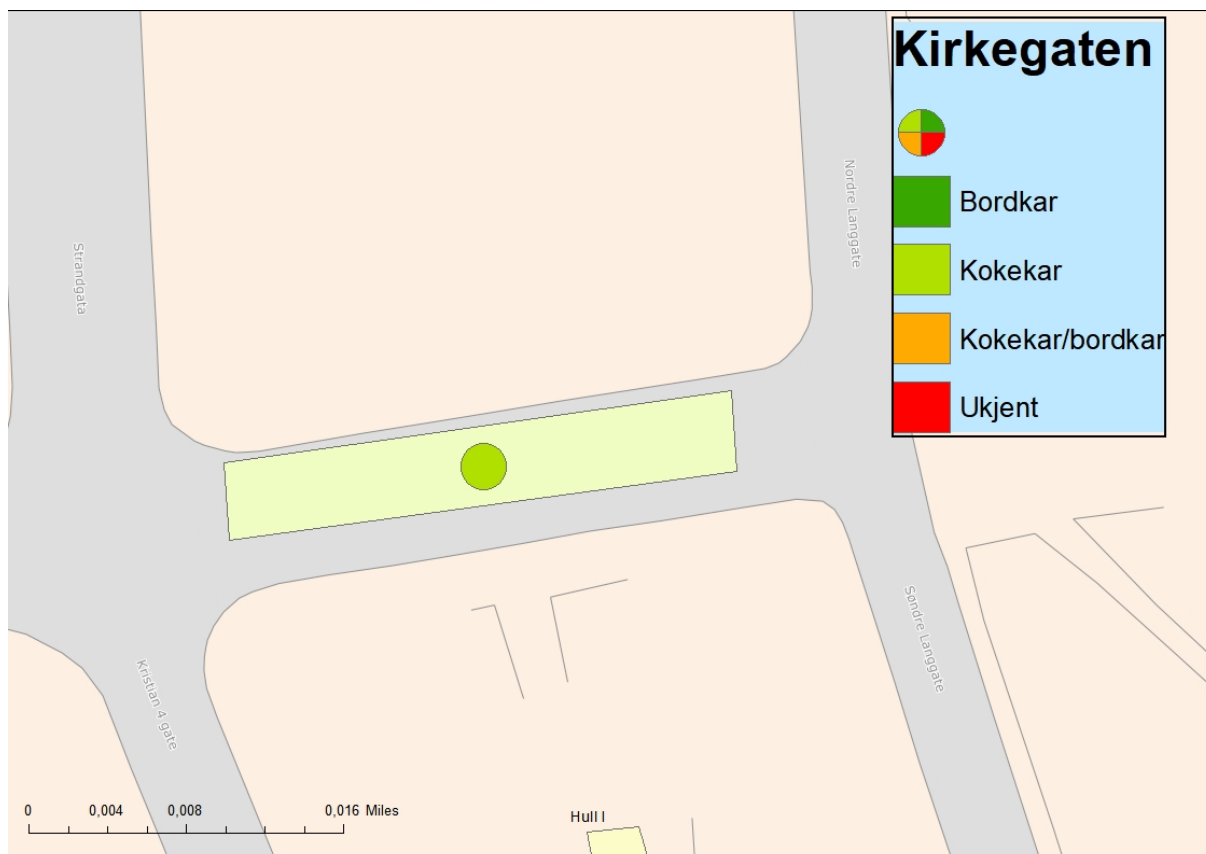 Kirkegaten
Bordkar
Kokekar
Kokekar/bordkar
Ukjent
Strandgata
Nordre Langgate
Søndre Langgate
Kristian 4 gate
0 0,004 0,008 0,016 Miles
Hull I